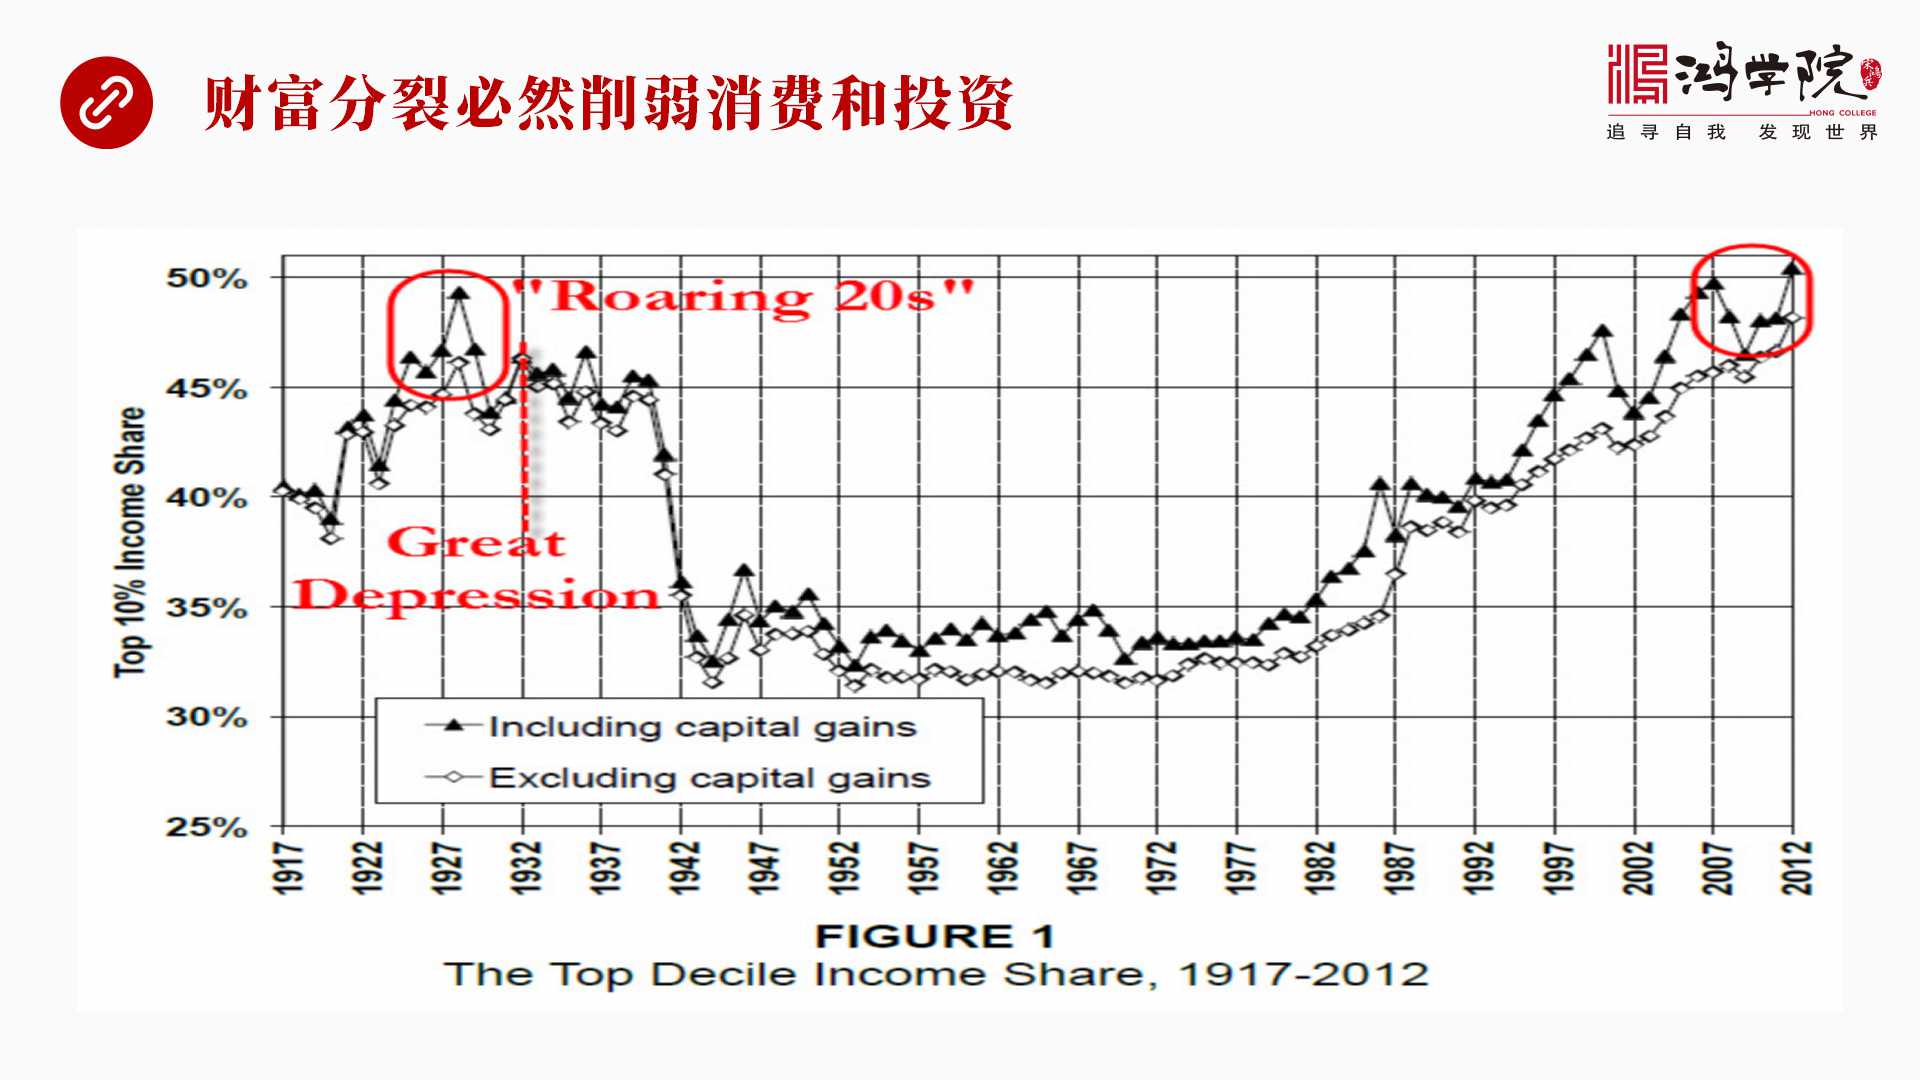 财富分裂必然削弱消费和投资
鸿学院
宋鸿兵
HONG COLLEGE
追寻自我 发现世界
"Roaring 20s"
Great
Depression
Top 10% Income Share
50%
45%
40%
35%
30%
25%
Including capital gains
Excluding capital gains
1917 1922 1927 1932 1937 1942 1947 1952 1957 1962 1967 1972 1977 1982 1987 1992 1997 2002 2007 2012
FIGURE 1
The Top Decile Income Share, 1917-2012